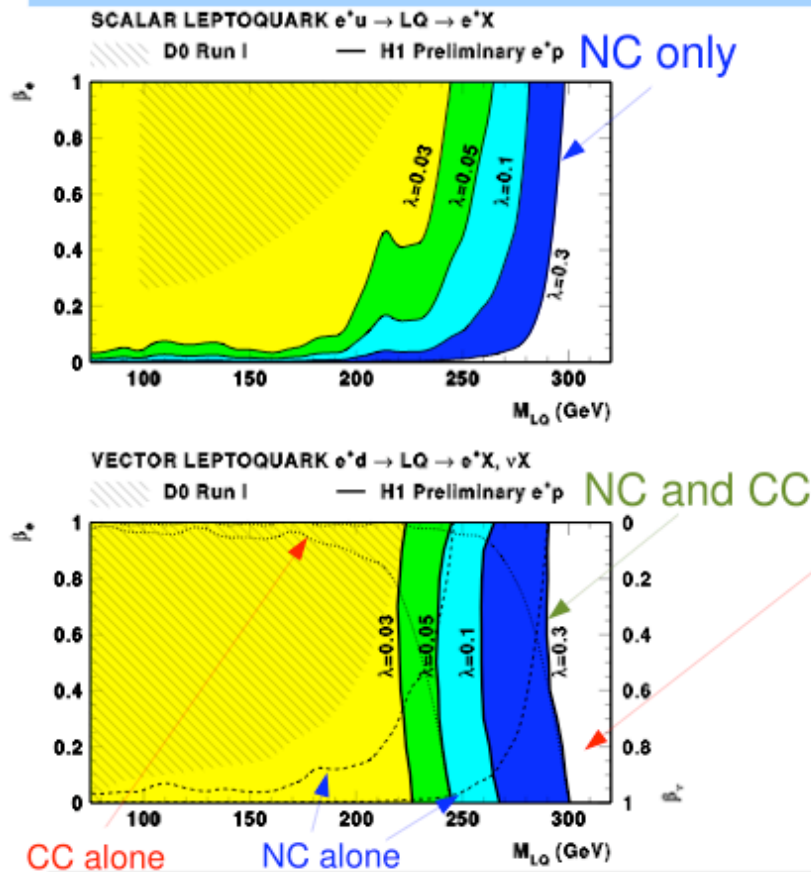 SCALAR LEPTOQUARK e⁺u → LQ → e⁺X
D0 Run I
H1 Preliminary e⁺p
NC only
βₑ
1
0.8
0.6
0.4
0.2
0
λ=0.03
λ=0.05
λ=0.1
λ=0.3
100
150
200
250
300
M_LQ (GeV)
VECTOR LEPTOQUARK e⁺d → LQ → e⁺X, νX
D0 Run I
H1 Preliminary e⁺p
NC and CC
βₑ
1
0.8
0.6
0.4
0.2
0
λ=0.03
λ=0.05
λ=0.1
λ=0.3
0
0.2
0.4
0.6
0.8
1
βᵥ
100
150
200
250
300
M_LQ (GeV)
CC alone
NC alone